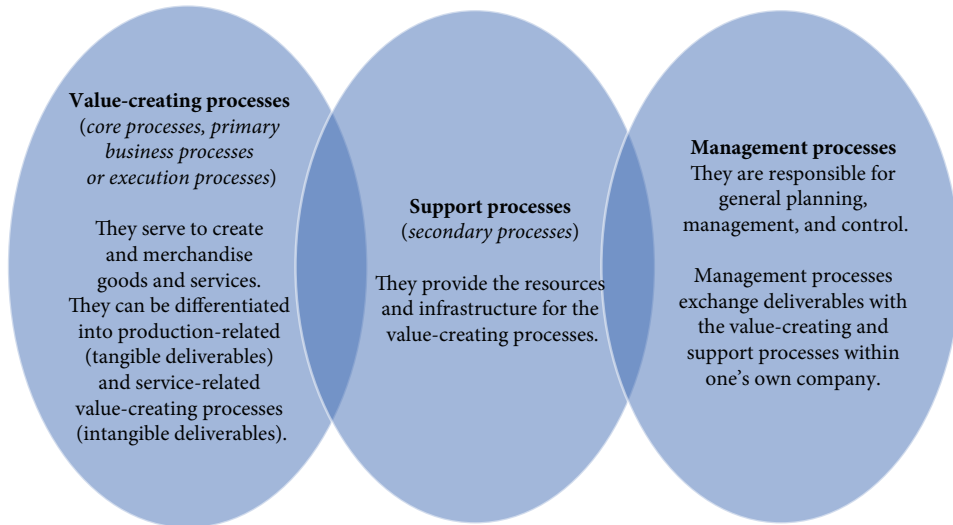 Value-creating processes
(core processes, primary
business processes
or execution processes)
They serve to create
and merchandise
goods and services.
They can be differentiated
into production-related
(tangible deliverables)
and service-related
value-creating processes
(intangible deliverables).
Support processes
(secondary processes)
They provide the resources
and infrastructure for the
value-creating processes.
Management processes
They are responsible for
general planning,
management, and control.
Management processes
exchange deliverables with
the value-creating and
support processes within
one's own company.